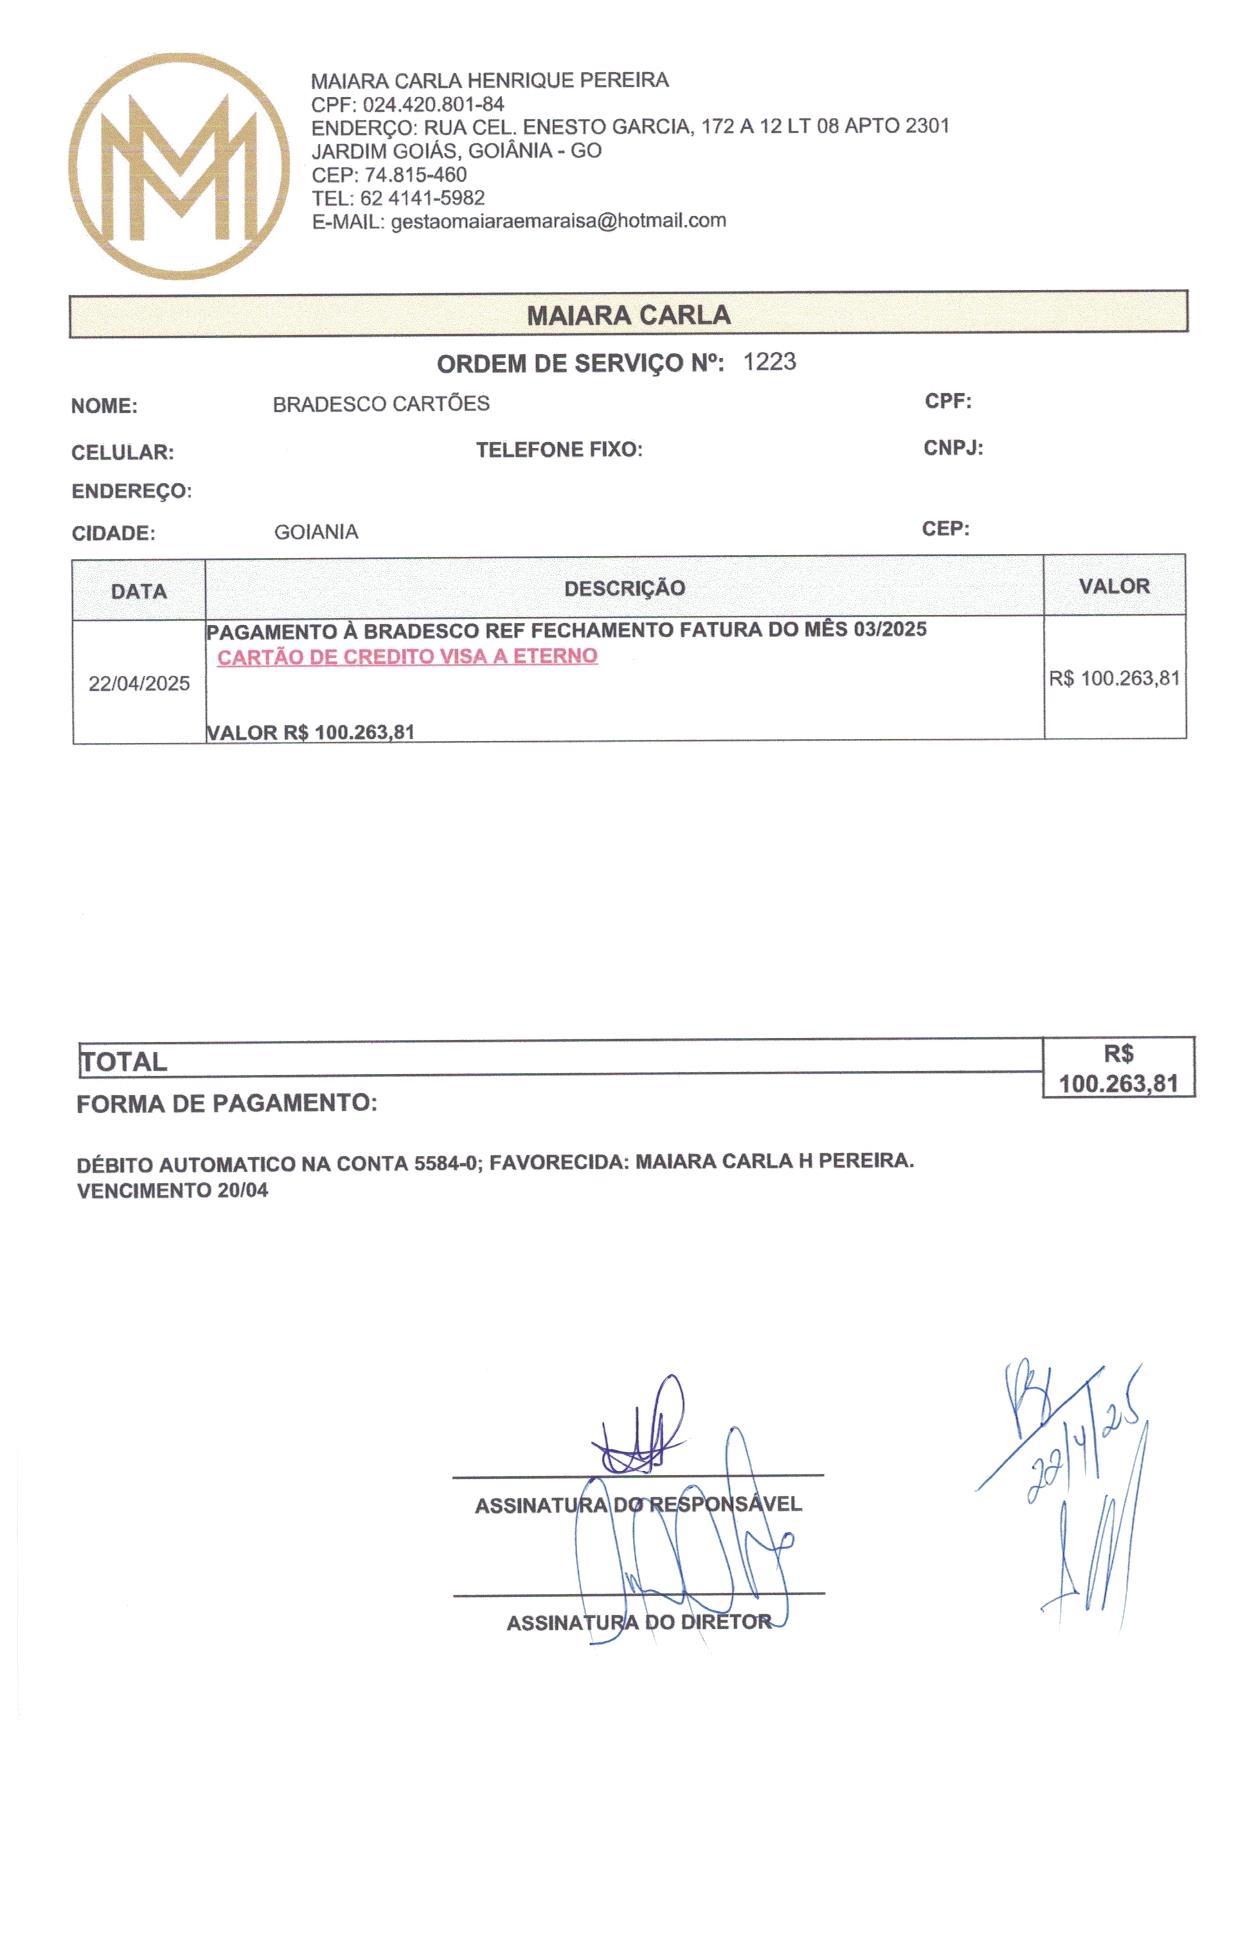 MAIARA CARLA HENRIQUE PEREIRA
CPF: 024.420.801-84
ENDERÇO: RUA CEL. ENESTO GARCIA, 172 A 12 LT 08 APTO 2301
JARDIM GOIÁS, GOIÂNIA - GO
CEP: 74.815-460
TEL: 62 4141-5982
E-MAIL: gestaomaiaraemaraisa@hotmail.com
MAIARA CARLA
ORDEM DE SERVIÇO Nº: 1223
NOME: BRADESCO CARTÕES CPF:
CELULAR: TELEFONE FIXO: CNPJ:
ENDEREÇO:
CIDADE: GOIANIA CEP:
DATA DESCRIÇÃO VALOR
PAGAMENTO À BRADESCO REF FECHAMENTO FATURA DO MÊS 03/2025
CARTÃO DE CREDITO VISA A ETERNO
22/04/2025 R$ 100.263,81
VALOR R$ 100.263,81
TOTAL R$ 100.263,81
FORMA DE PAGAMENTO:
DÉBITO AUTOMATICO NA CONTA 5584-0; FAVORECIDA: MAIARA CARLA H PEREIRA.
VENCIMENTO 20/04
22/4/25
ASSINATURA DO RESPONSÁVEL
ASSINATURA DO DIRETOR